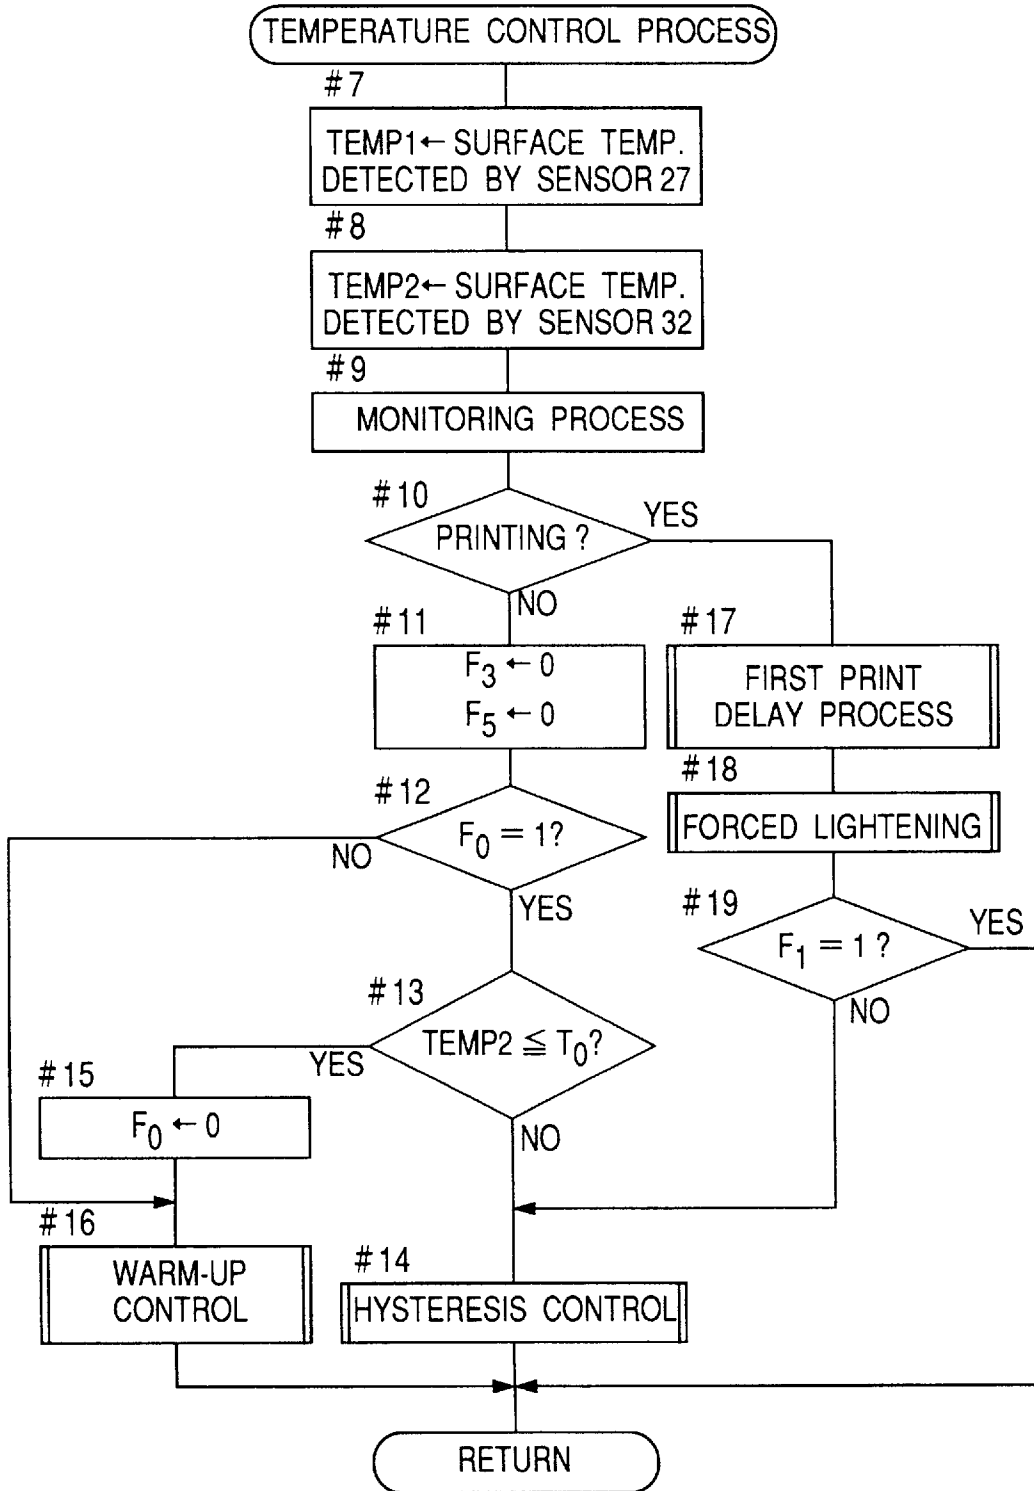 TEMPERATURE CONTROL PROCESS
#7
TEMP1← SURFACE TEMP.
DETECTED BY SENSOR 27
#8
TEMP2← SURFACE TEMP.
DETECTED BY SENSOR 32
#9
MONITORING PROCESS
#10
PRINTING ?
YES
NO
#11
F3 ← 0
F5 ← 0
#17
FIRST PRINT
DELAY PROCESS
#12
F0 = 1?
NO
YES
#18
FORCED LIGHTENING
#19
F1 = 1 ?
YES
NO
#13
TEMP2 ≦ T0?
YES
NO
#15
F0 ← 0
#16
WARM-UP
CONTROL
#14
HYSTERESIS CONTROL
RETURN